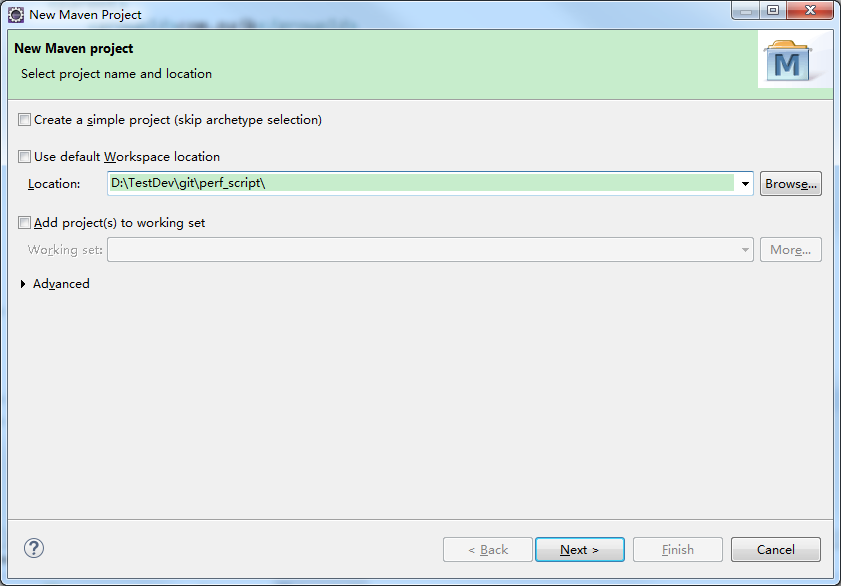 New Maven Project
New Maven project
Select project name and location
M
Create a simple project (skip archetype selection)
Use default Workspace location
Location: D:\TestDev\git\perf_script\ Browse...
Add project(s) to working set
Working set: More...
Advanced
? < Back Next > Finish Cancel